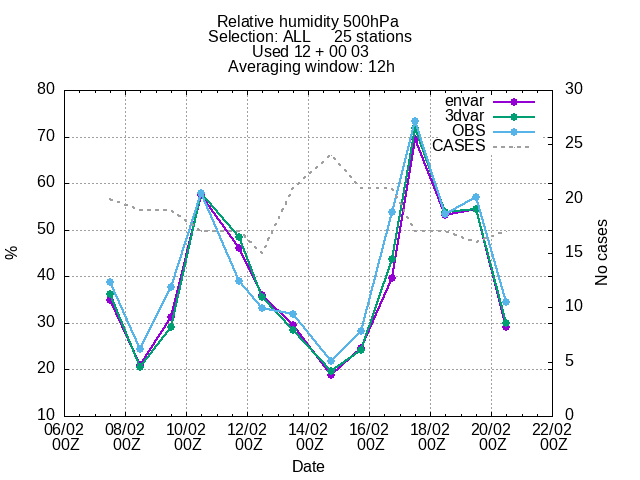 Relative humidity 500hPa
Selection: ALL     25 stations
Used 12 + 00 03
Averaging window: 12h
envar
3dvar
OBS
CASES
80
70
60
50
40
30
20
10
%
30
25
20
15
10
5
0
No cases
06/02 08/02 10/02 12/02 14/02 16/02 18/02 20/02 22/02
00Z 00Z 00Z 00Z 00Z 00Z 00Z 00Z 00Z
Date